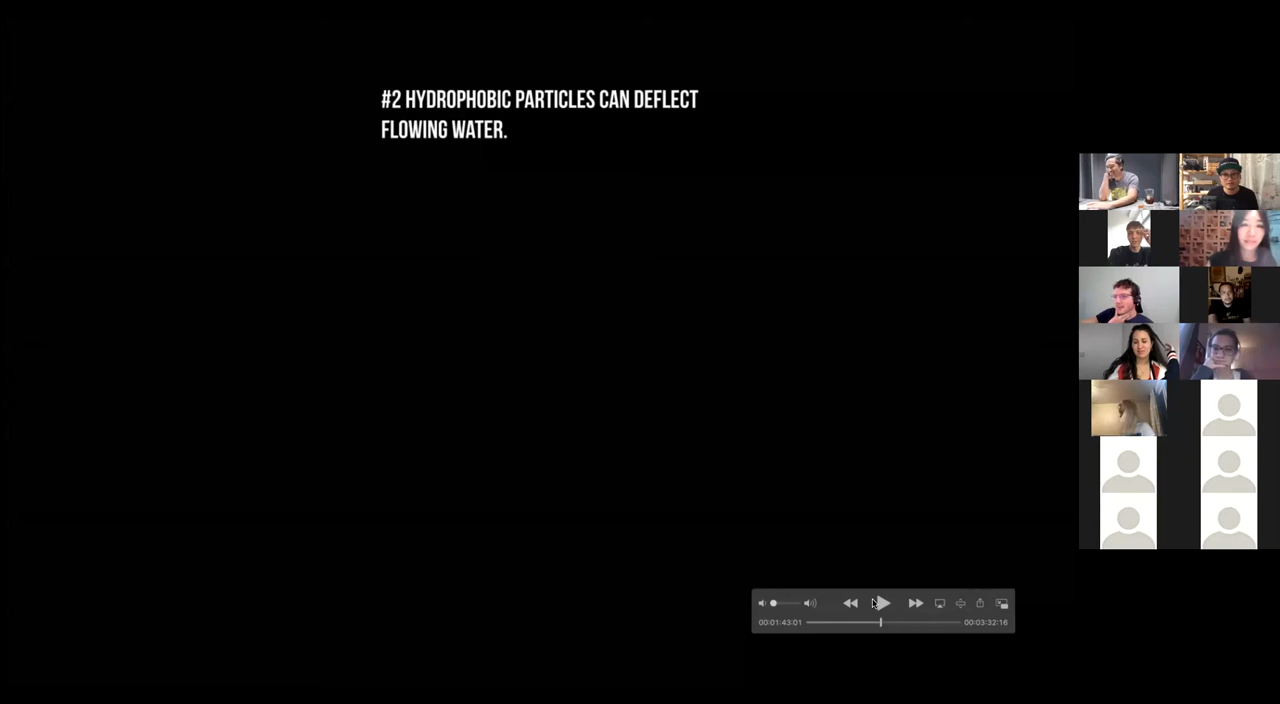 #2 HYDROPHOBIC PARTICLES CAN DEFLECT
FLOWING WATER.
00:01:43:01
00:03:32:16